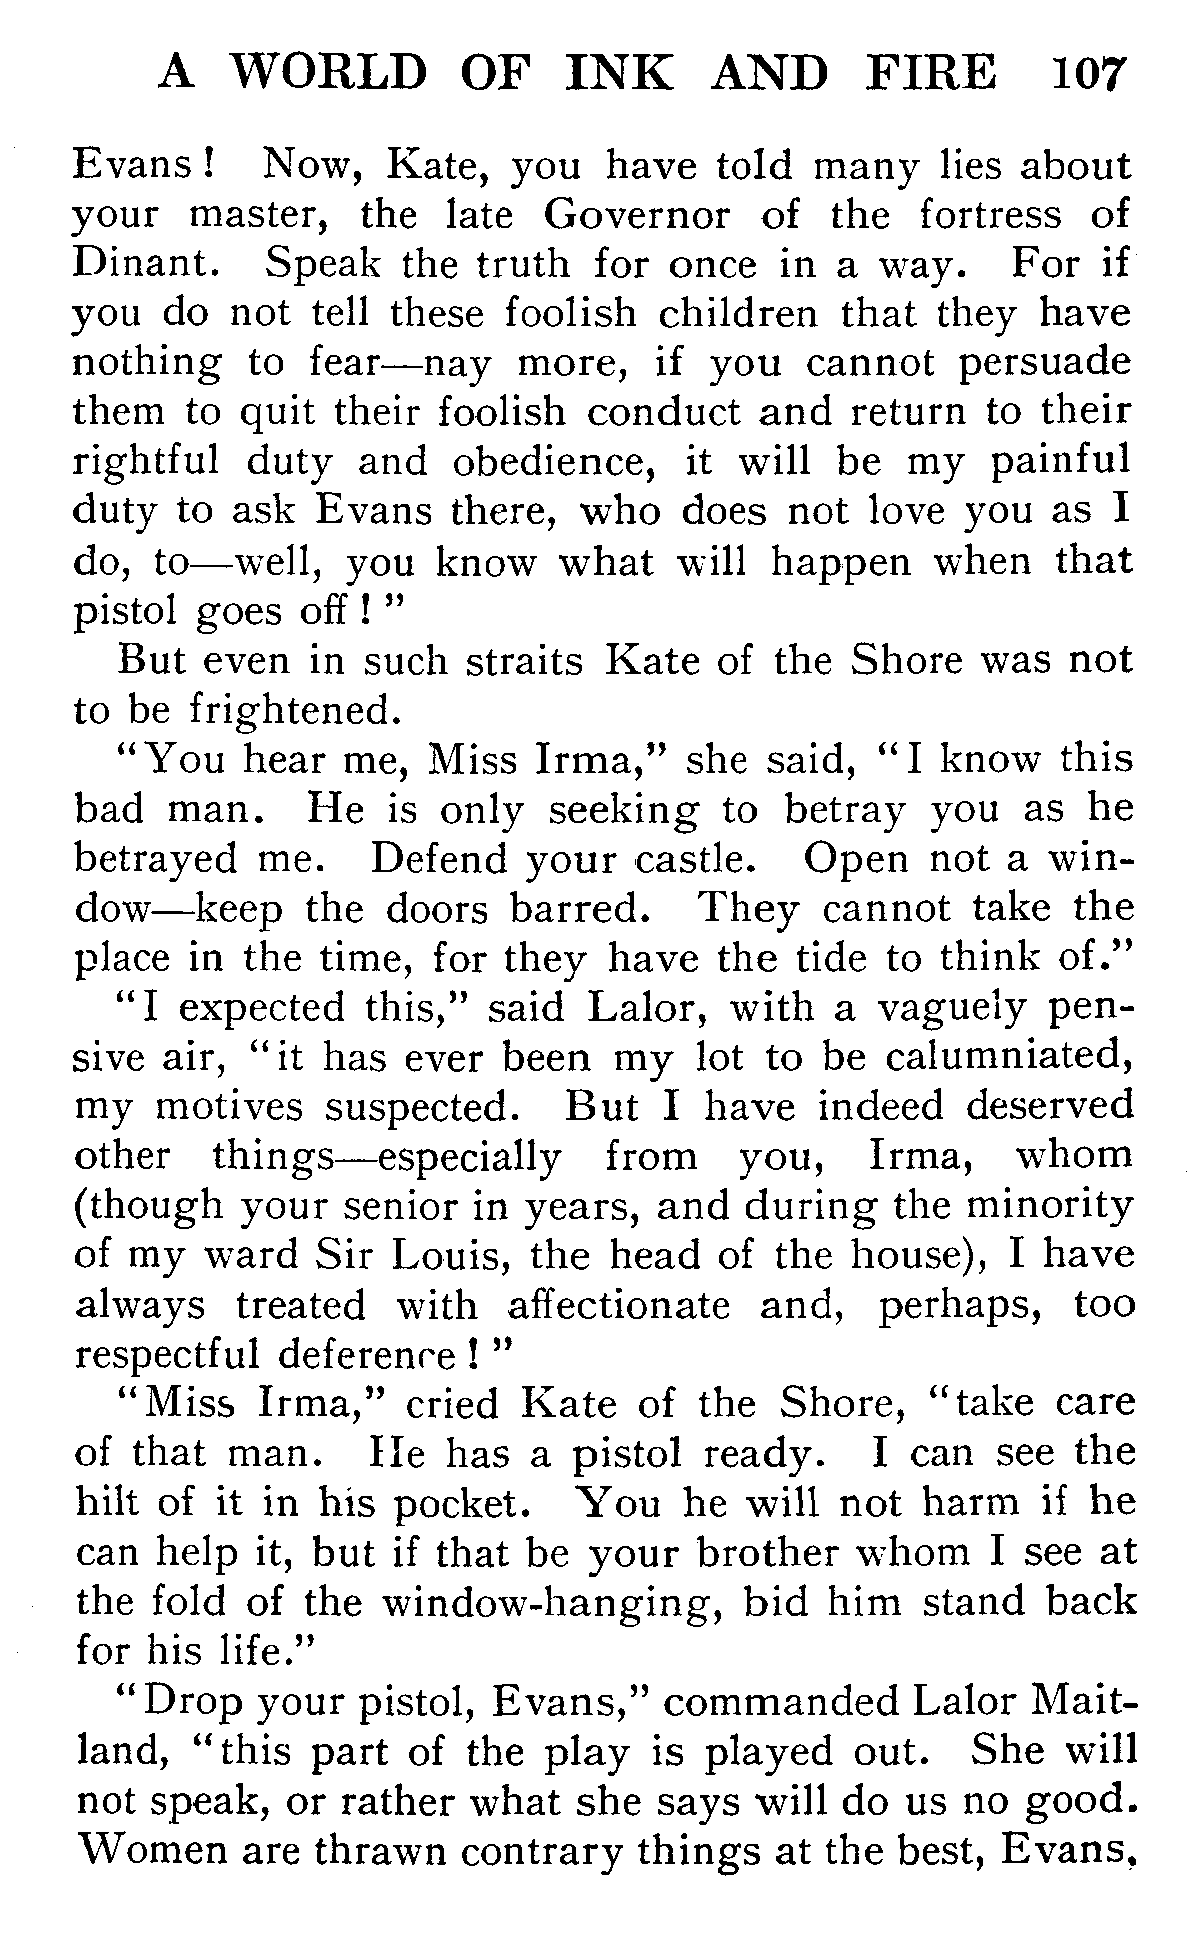 A WORLD OF INK AND FIRE 107
Evans! Now, Kate, you have told many lies about
your master, the late Governor of the fortress of
Dinant. Speak the truth for once in a way. For if
you do not tell these foolish children that they have
nothing to fear—nay more, if you cannot persuade
them to quit their foolish conduct and return to their
rightful duty and obedience, it will be my painful
duty to ask Evans there, who does not love you as I
do, to—well, you know what will happen when that
pistol goes off!"
But even in such straits Kate of the Shore was not
to be frightened.
"You hear me, Miss Irma," she said, "I know this
bad man. He is only seeking to betray you as he
betrayed me. Defend your castle. Open not a win-
dow—keep the doors barred. They cannot take the
place in the time, for they have the tide to think of."
"I expected this," said Lalor, with a vaguely pen-
sive air, "it has ever been my lot to be calumniated,
my motives suspected. But I have indeed deserved
other things—especially from you, Irma, whom
(though your senior in years, and during the minority
of my ward Sir Louis, the head of the house), I have
always treated with affectionate and, perhaps, too
respectful deference!"
"Miss Irma," cried Kate of the Shore, "take care
of that man. He has a pistol ready. I can see the
hilt of it in his pocket. You he will not harm if he
can help it, but if that be your brother whom I see at
the fold of the window-hanging, bid him stand back
for his life."
"Drop your pistol, Evans," commanded Lalor Mait-
land, "this part of the play is played out. She will
not speak, or rather what she says will do us no good.
Women are thrawn contrary things at the best, Evans,